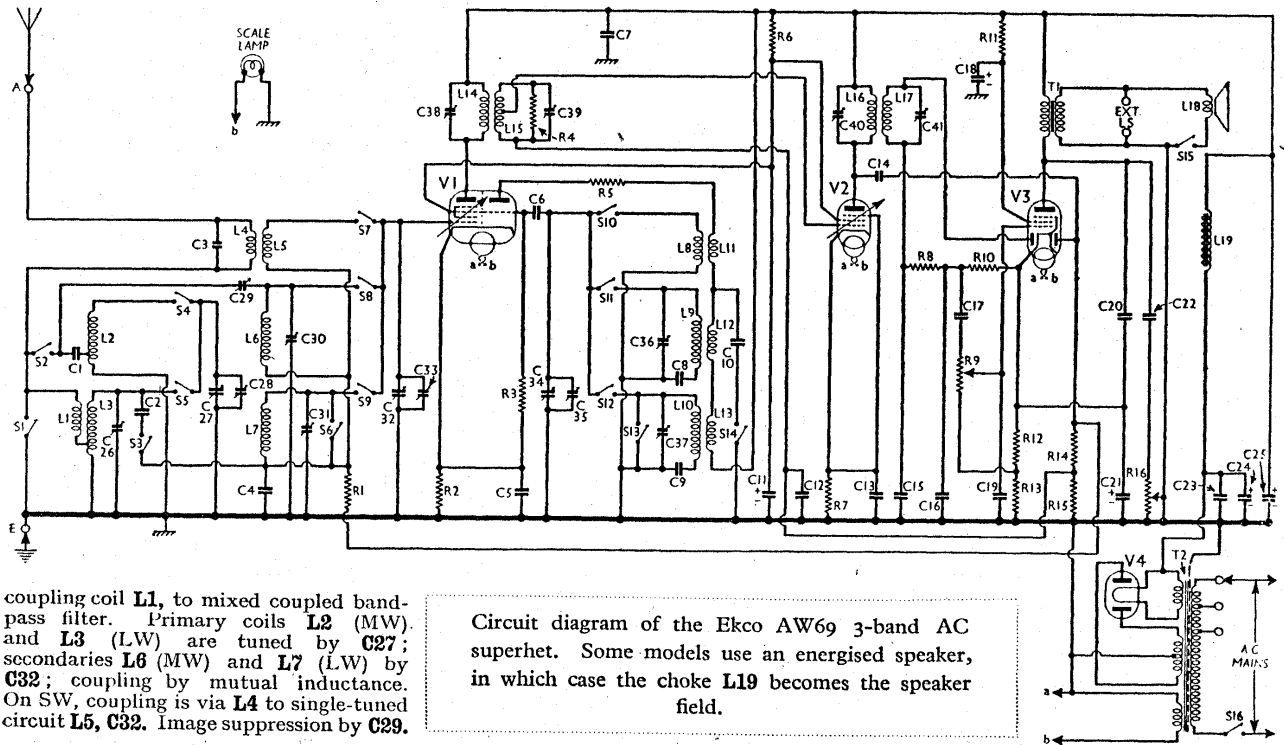 SCALE
LAMP
b
A
C7
R6
R11
C18
+
-
L14
C38
L15
C39
R4
L16
L17
C40
C41
T1
EXT.
LS
L18
S15
V1
R5
C6
V2
C14
V3
a b
a b
a b
L19
C3
L4
L5
S7
S10
L8
L11
R8
R10
C29
S8
S11
C17
C20
C22
S2
C1
L2
S4
L6
C30
C36
L9
L12
C
10
C8
R9
S1
L1
L3
C2
S5
C
27
C28
L7
C31
S6
S9
C
32
C33
R3
C
34
C
35
S12
L10
L13
C
26
S3
S13
C37
S14
R12
R14
C4
R1
R2
C5
C9
C11
+
-
C12
R7
C13
C15
C16
C19
R13
C21
+
-
R15
R16
C23
C24
C25
+
-
+
-
E
V4
T2
AC
MAINS
a
b
S16
coupling coil L1, to mixed coupled band-
pass filter. Primary coils L2 (MW)
and L3 (LW) are tuned by C27;
secondaries L6 (MW) and L7 (LW) by
C32; coupling by mutual inductance.
On SW, coupling is via L4 to single-tuned
circuit L5, C32. Image suppression by C29.
Circuit diagram of the Ekco AW69 3-band AC
superhet. Some models use an energised speaker,
in which case the choke L19 becomes the speaker
field.